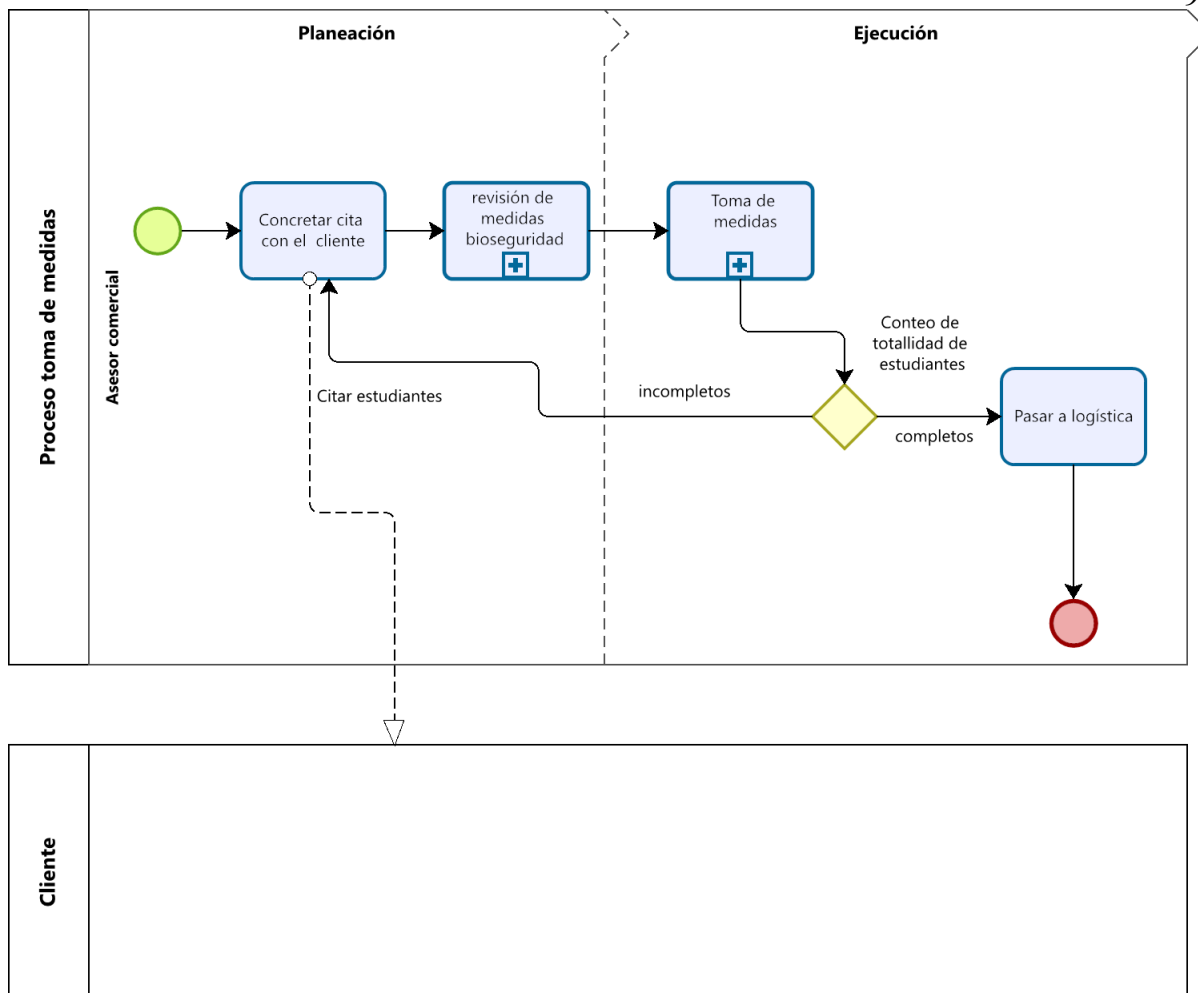 Planeación
Ejecución
Proceso toma de medidas
Asesor comercial
Concretar cita
con el cliente
revisión de
medidas
bioseguridad
Toma de
medidas
Conteo de
totallidad de
estudiantes
Citar estudiantes
incompletos
completos
Pasar a logística
Cliente